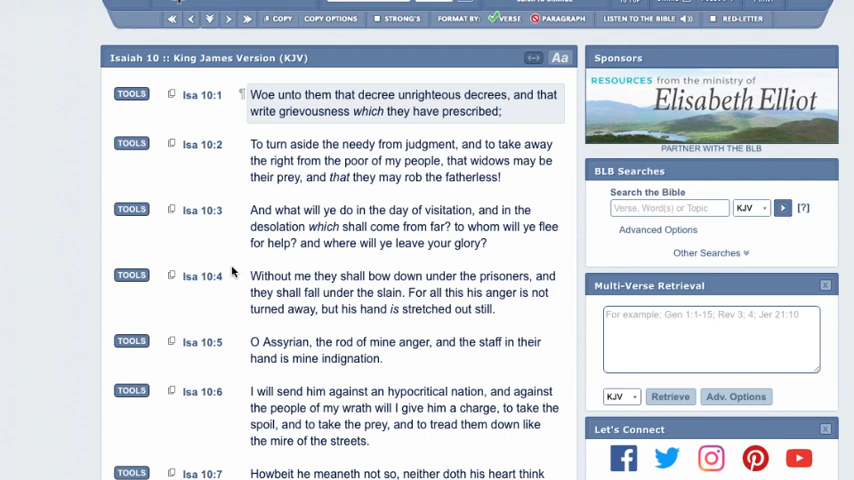 COPY COPY OPTIONS STRONG'S FORMAT BY: VERSE PARAGRAPH LISTEN TO THE BIBLE RED-LETTER
Isaiah 10 :: King James Version (KJV)
Aa
TOOLS Isa 10:1 ¶ Woe unto them that decree unrighteous decrees, and that
write grievousness which they have prescribed;
TOOLS Isa 10:2 To turn aside the needy from judgment, and to take away
the right from the poor of my people, that widows may be
their prey, and that they may rob the fatherless!
TOOLS Isa 10:3 And what will ye do in the day of visitation, and in the
desolation which shall come from far? to whom will ye flee
for help? and where will ye leave your glory?
TOOLS Isa 10:4 Without me they shall bow down under the prisoners, and
they shall fall under the slain. For all this his anger is not
turned away, but his hand is stretched out still.
TOOLS Isa 10:5 O Assyrian, the rod of mine anger, and the staff in their
hand is mine indignation.
TOOLS Isa 10:6 I will send him against an hypocritical nation, and against
the people of my wrath will I give him a charge, to take the
spoil, and to take the prey, and to tread them down like
the mire of the streets.
TOOLS Isa 10:7 Howbeit he meaneth not so, neither doth his heart think
Sponsors
RESOURCES from the ministry of
Elisabeth Elliot
PARTNER WITH THE BLB
BLB Searches
Search the Bible
Verse, Word(s) or Topic KJV [?]
Advanced Options
Other Searches
Multi-Verse Retrieval x
For example: Gen 1:1-15; Rev 3; 4; Jer 21:10
KJV Retrieve Adv. Options
Let's Connect x